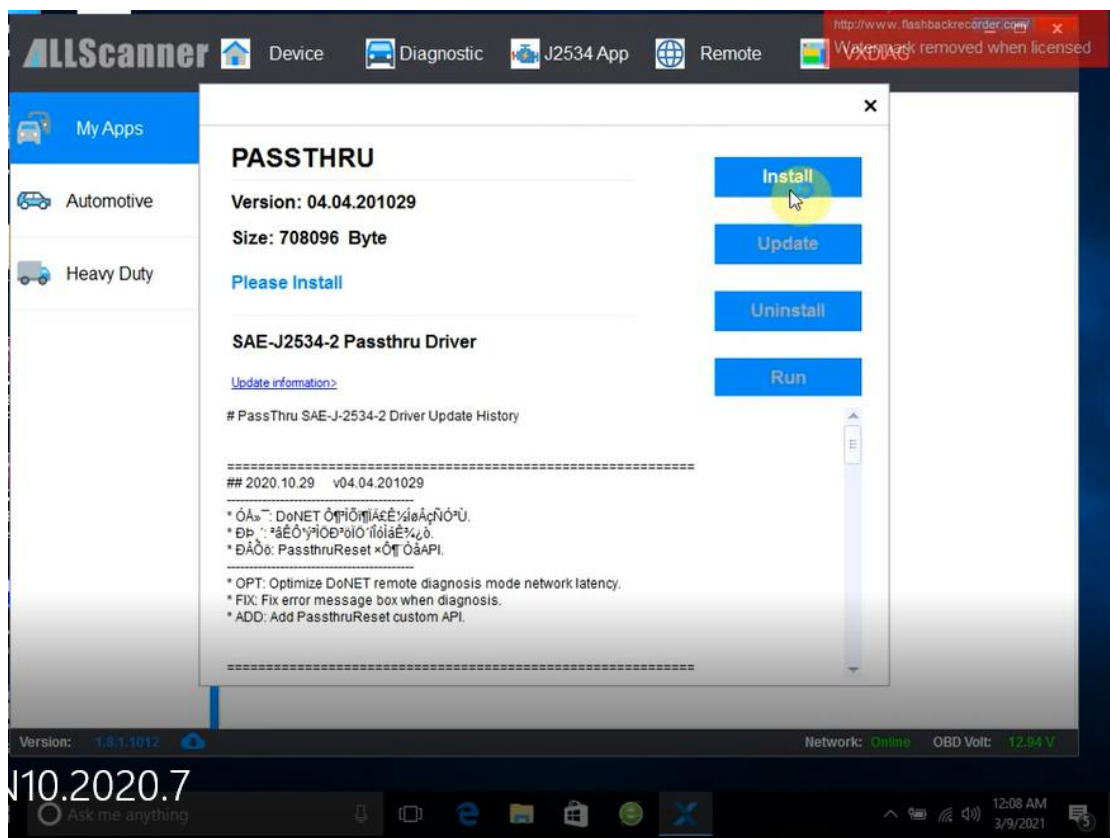 http://www.flashbackrecorder.com/
Watermark removed when licensed
ALLScanner
Device
Diagnostic
J2534 App
Remote
VXDIAG
My Apps
Automotive
Heavy Duty
PASSTHRU
Version: 04.04.201029
Size: 708096 Byte
Please Install
SAE-J2534-2 Passthru Driver
Update information>
Install
Update
Uninstall
Run
# PassThru SAE-J-2534-2 Driver Update History
============================================================
## 2020.10.29 v04.04.201029
----------------------------------------
DoNET
PassthruReset
----------------------------------------
* OPT: Optimize DoNET remote diagnosis mode network latency.
* FIX: Fix error message box when diagnosis.
* ADD: Add PassthruReset custom API.
============================================================
Version: 1.8.1.1012
Network: Online OBD Volt: 12.94 V
10.2020.7
Ask me anything
12:08 AM
3/9/2021